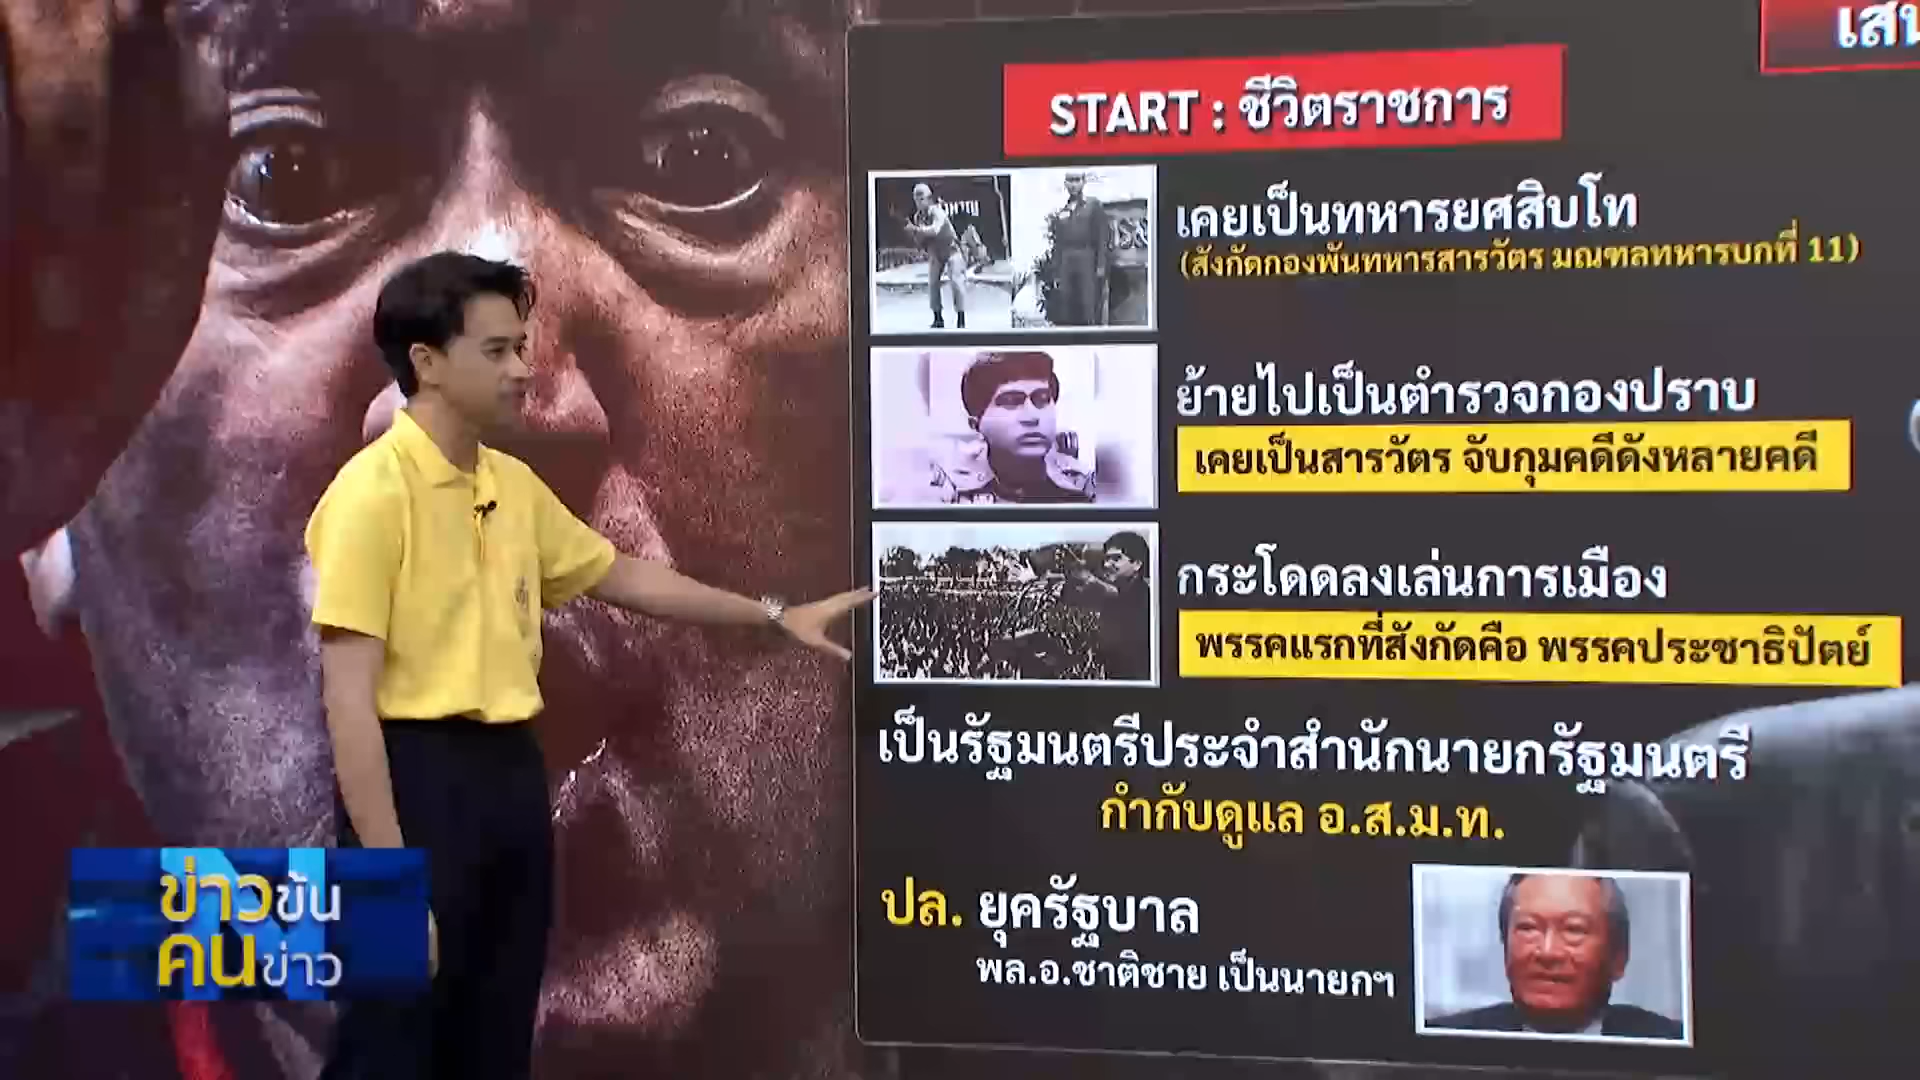 START : ชีวิตราชการ
เคยเป็นทหารยศสิบโท
(สังกัดกองพันทหารสารวัตร มณฑลทหารบกที่ 11)
ย้ายไปเป็นตำรวจกองปราบ
เคยเป็นสารวัตร จับกุมคดีดังหลายคดี
กระโดดลงเล่นการเมือง
พรรคแรกที่สังกัดคือ พรรคประชาธิปัตย์
เป็นรัฐมนตรีประจำสำนักนายกรัฐมนตรี
กำกับดูแล อ.ส.ม.ท.
ปล. ยุครัฐบาล
พล.อ.ชาติชาย เป็นนายกฯ
ข่าวข้น
คนข่าว